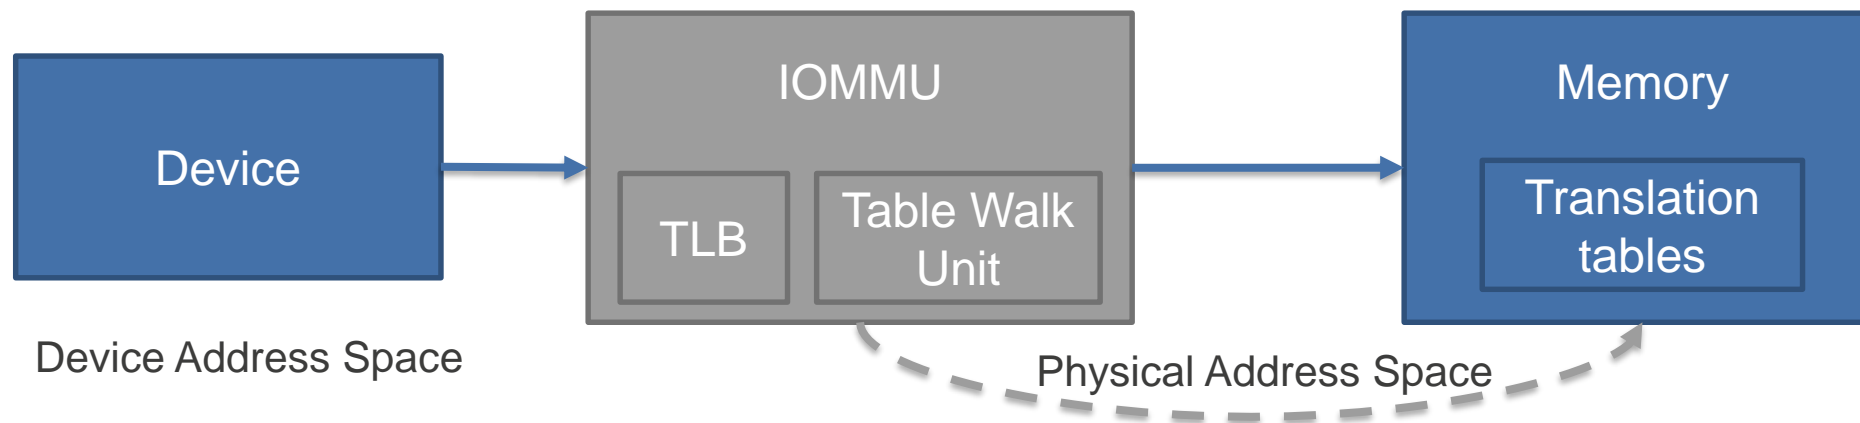 Device
IOMMU
TLB
Table Walk
Unit
Memory
Translation
tables
Device Address Space
Physical Address Space